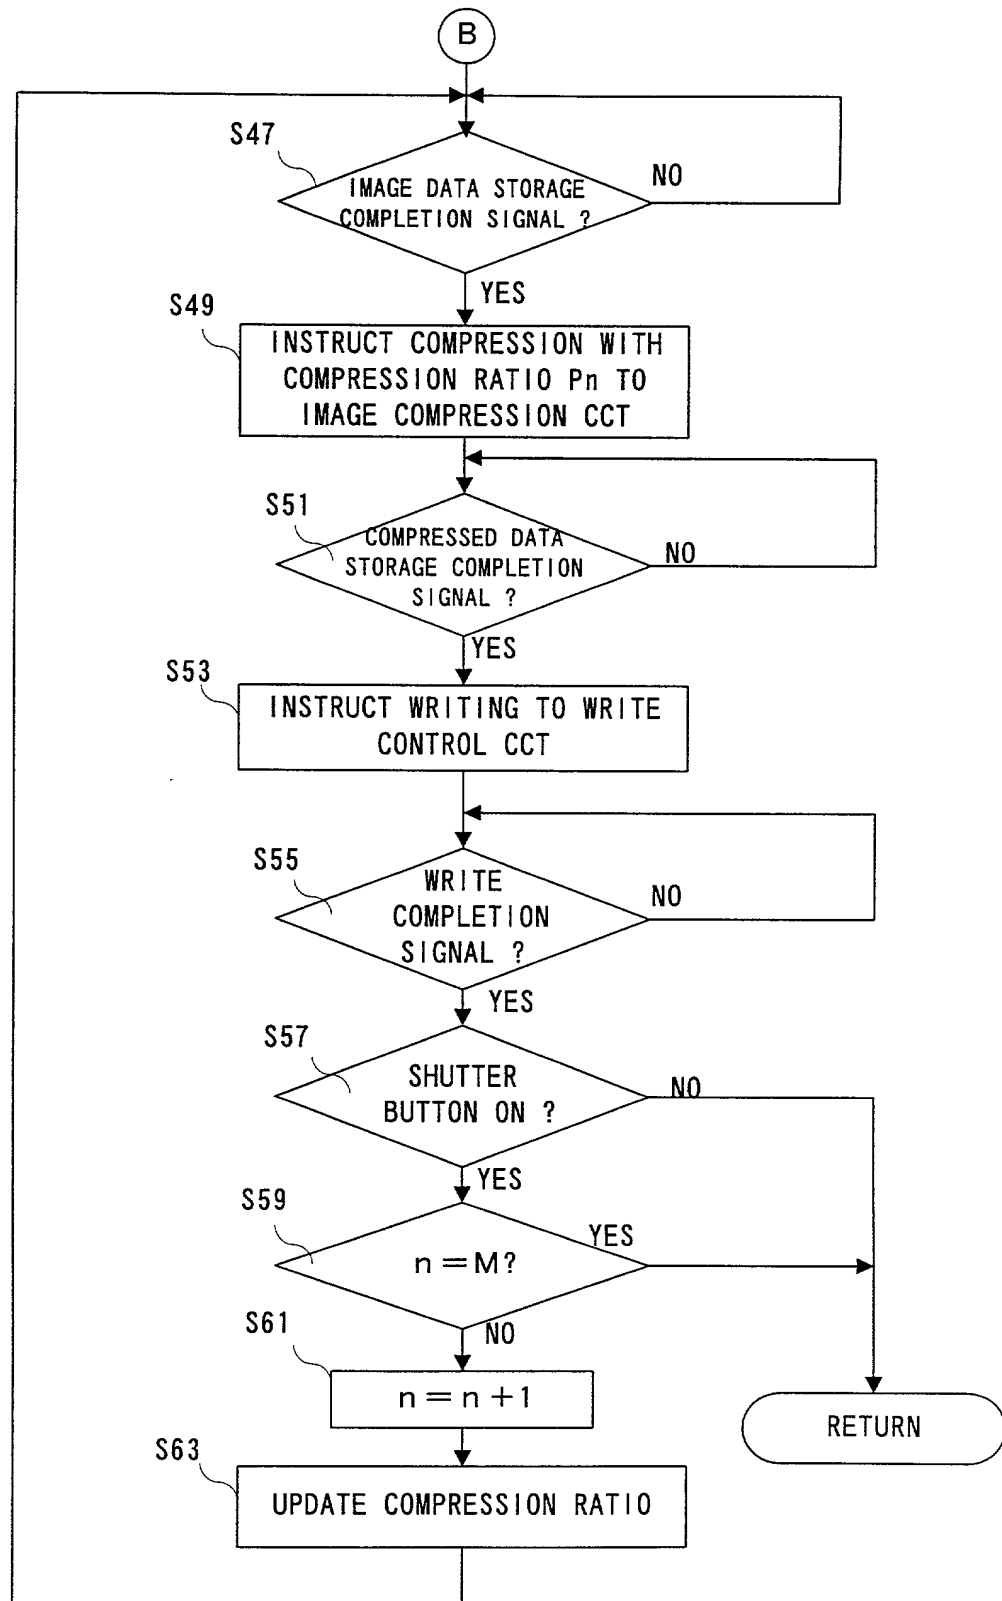 B
S47
IMAGE DATA STORAGE
COMPLETION SIGNAL ?
NO
YES
S49
INSTRUCT COMPRESSION WITH
COMPRESSION RATIO Pn TO
IMAGE COMPRESSION CCT
S51
COMPRESSED DATA
STORAGE COMPLETION
SIGNAL ?
NO
YES
S53
INSTRUCT WRITING TO WRITE
CONTROL CCT
S55
WRITE
COMPLETION
SIGNAL ?
NO
YES
S57
SHUTTER
BUTTON ON ?
NO
YES
S59
n=M?
YES
NO
S61
n=n+1
RETURN
S63
UPDATE COMPRESSION RATIO